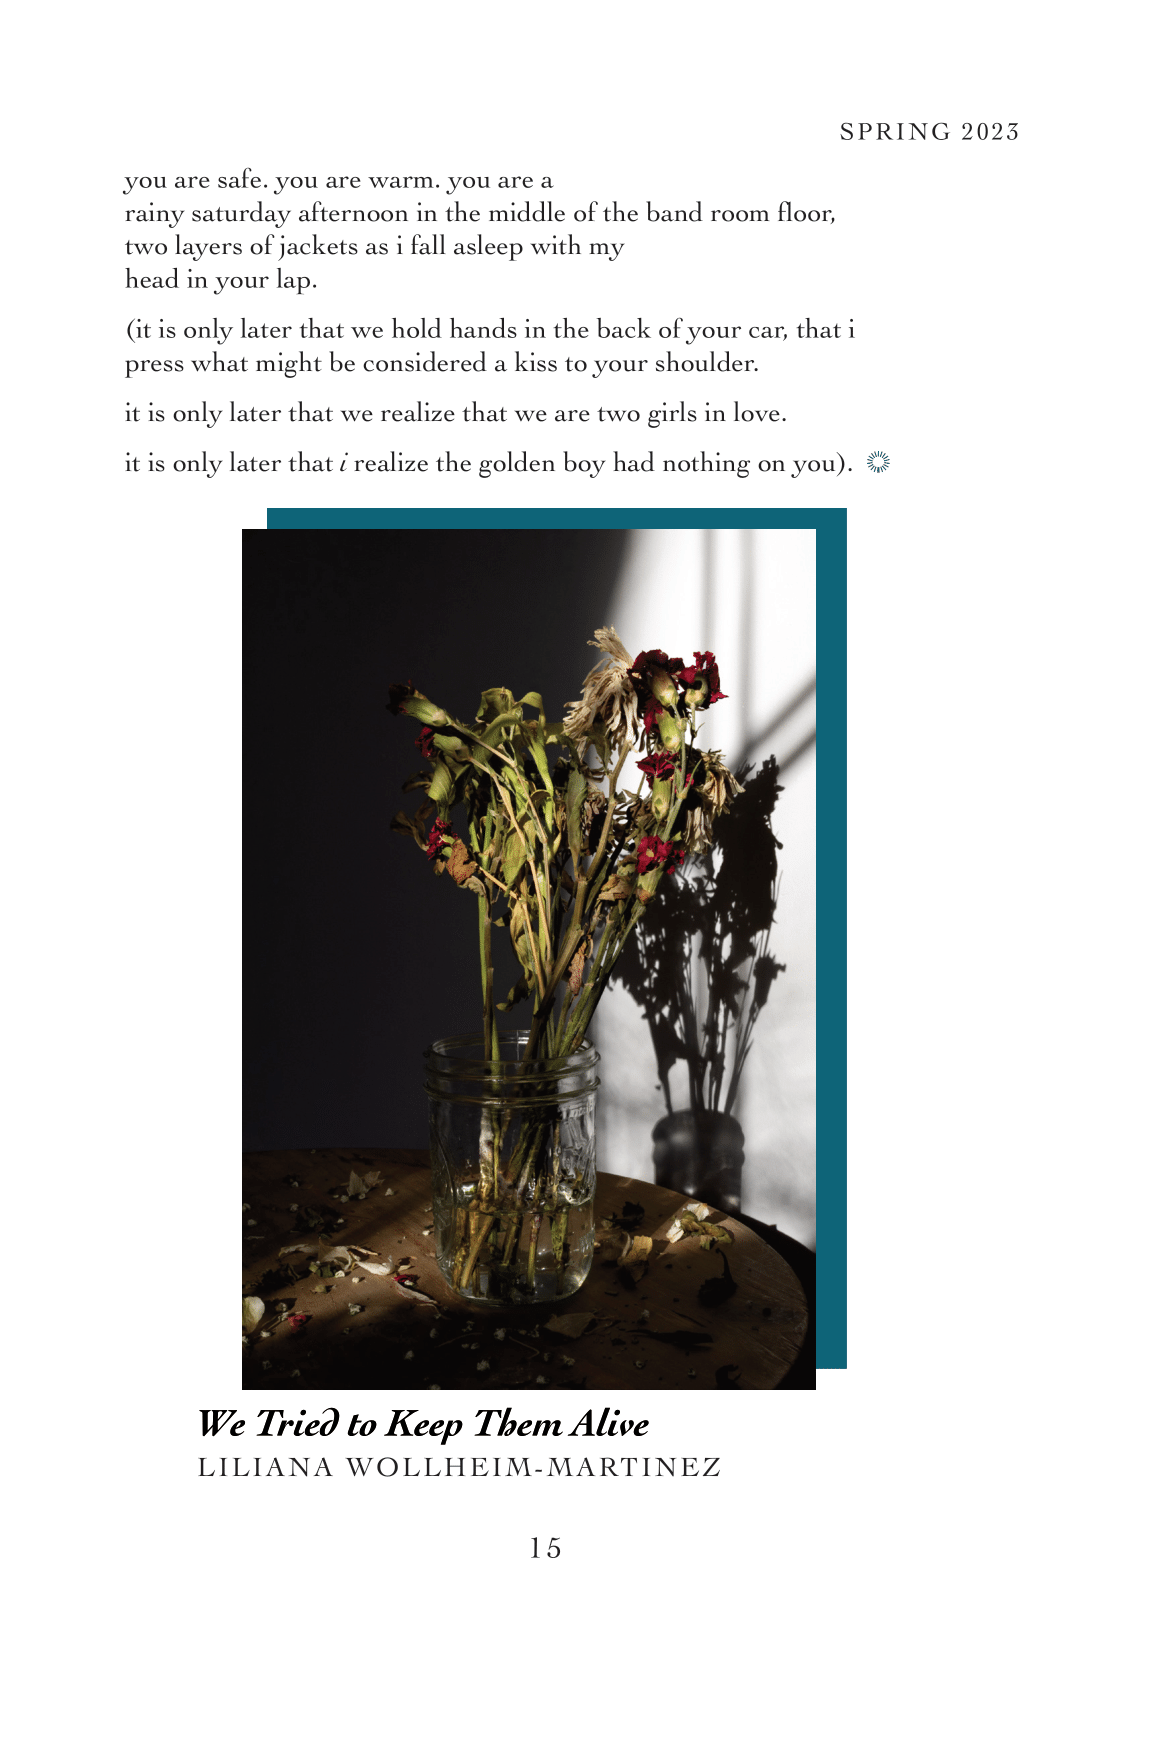 SPRING 2023
you are safe. you are warm. you are a
rainy saturday afternoon in the middle of the band room floor,
two layers of jackets as i fall asleep with my
head in your lap.
(it is only later that we hold hands in the back of your car, that i
press what might be considered a kiss to your shoulder.
it is only later that we realize that we are two girls in love.
it is only later that i realize the golden boy had nothing on you).
We Tried to Keep Them Alive
LILIANA WOLLHEIM-MARTINEZ
15